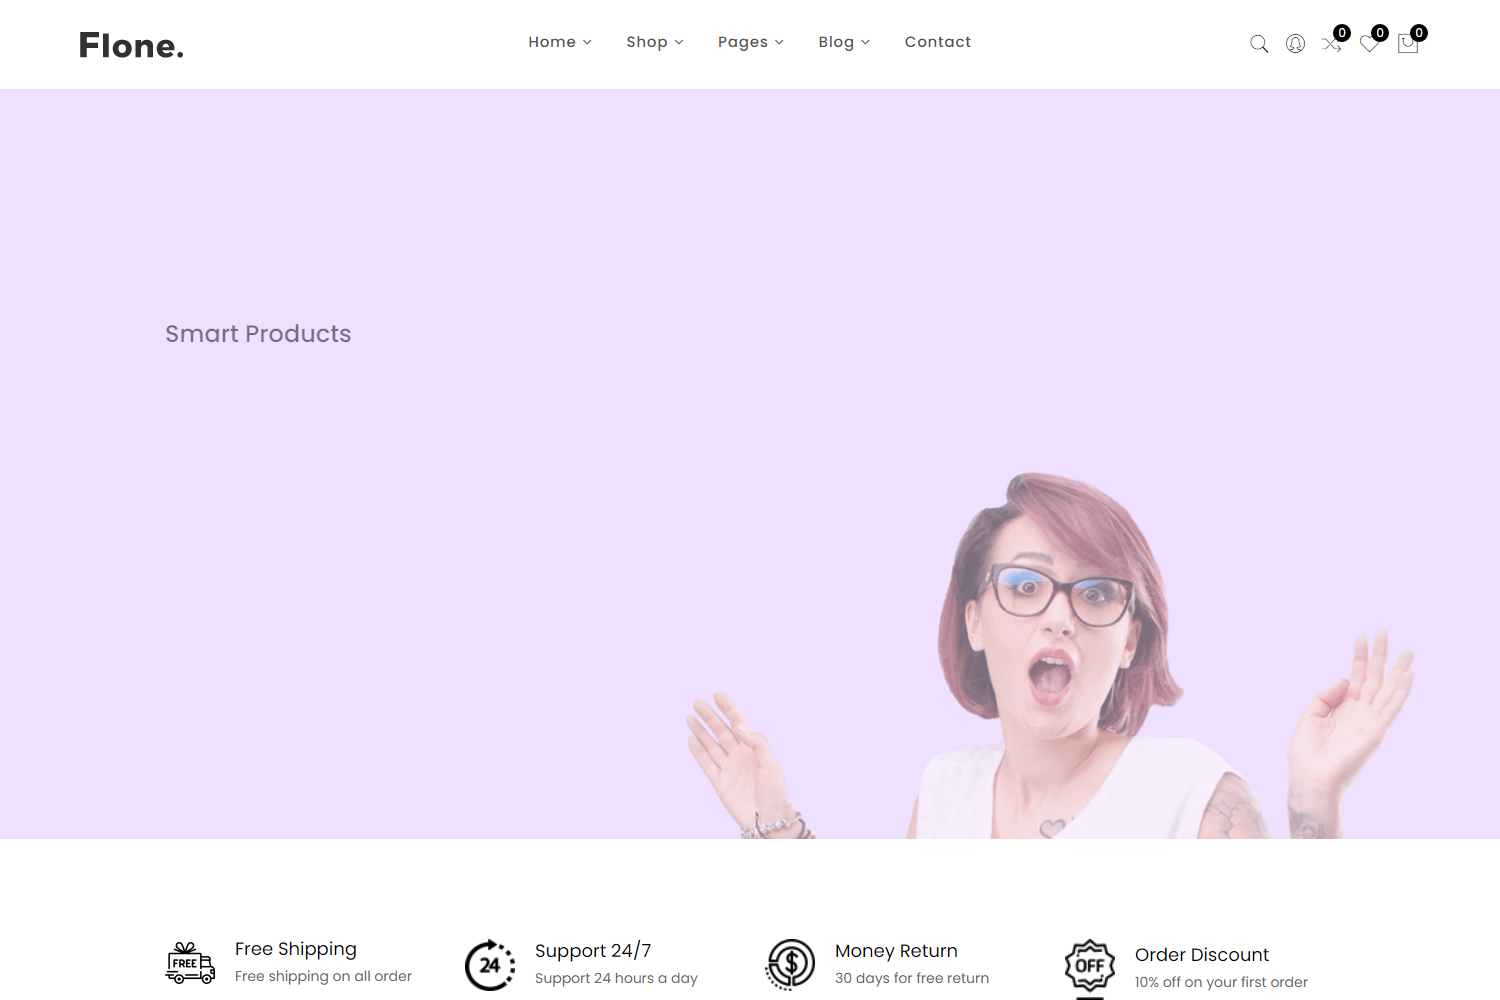 Flone.
Home
Shop
Pages
Blog
Contact
0
0
0
Smart Products
FREE
Free Shipping
Free shipping on all order
24
Support 24/7
Support 24 hours a day
$
Money Return
30 days for free return
OFF
Order Discount
10% off on your first order